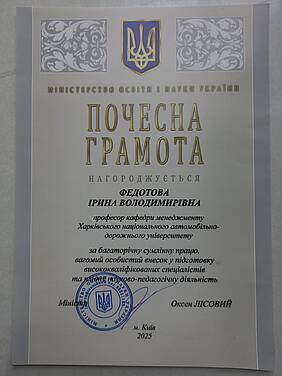 МІНІСТЕРСТВО ОСВІТИ І НАУКИ УКРАЇНИ
ПОЧЕСНА
ГРАМОТА
НАГОРОДЖУЄТЬСЯ
ФЕДОТОВА
ІРИНА ВОЛОДИМИРІВНА
професор кафедри менеджменту
Харківського національного автомобільно-
дорожнього університету
за багаторічну сумлінну працю,
вагомий особистий внесок у підготовку
висококваліфікованих спеціалістів
та науково-педагогічну діяльність
Міністр Оксен ЛІСОВИЙ
м. Київ
2025